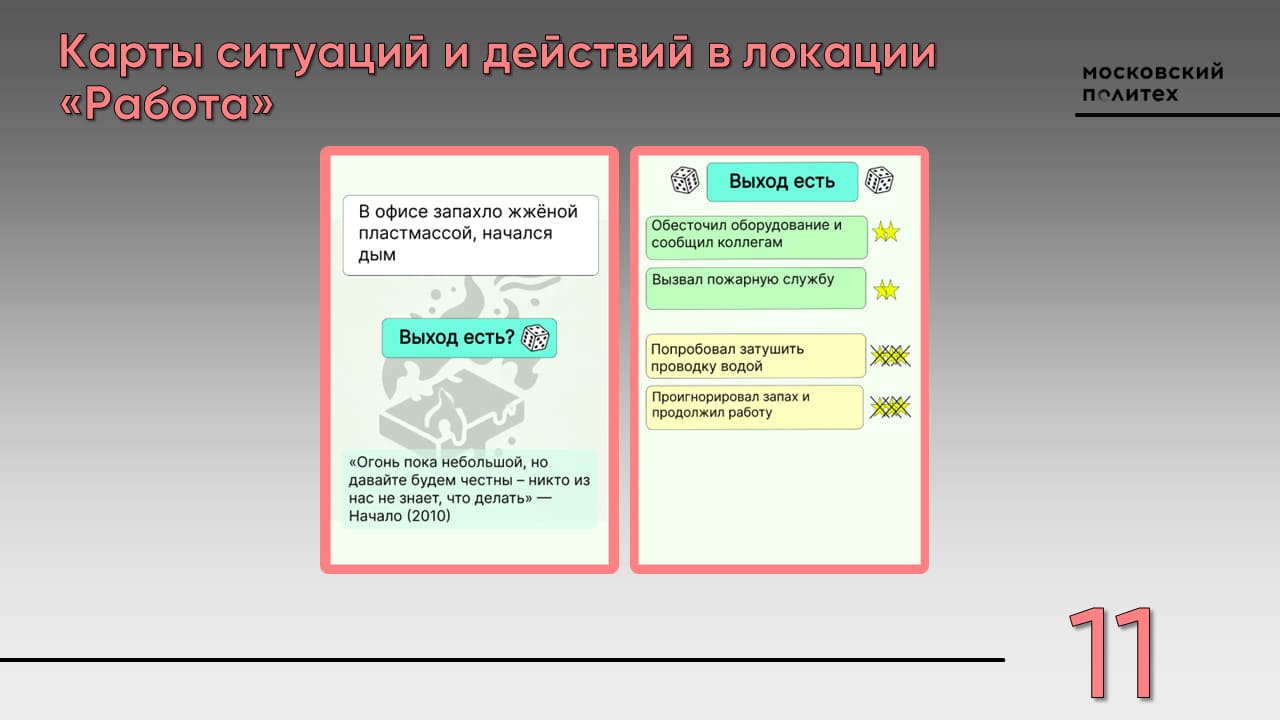 Карты ситуаций и действий в локации
«Работа»
московский
политех
В офисе запахло жжёной
пластмассой, начался
дым
Выход есть?
«Огонь пока небольшой, но
давайте будем честны – никто из
нас не знает, что делать» —
Начало (2010)
Выход есть
Обесточил оборудование и
сообщил коллегам
Вызвал пожарную службу
Попробовал затушить
проводку водой
Проигнорировал запах и
продолжил работу
11